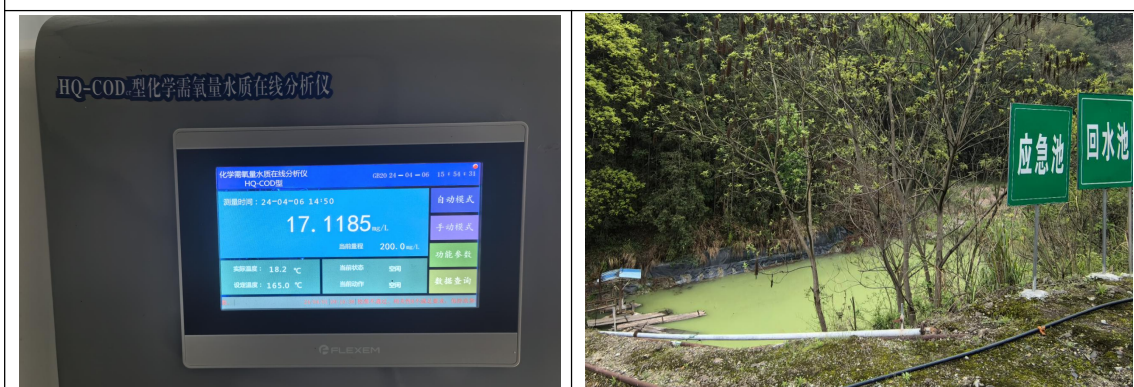 HQ-COD 型化学需氧量水质在线分析仪
化学需氧量水质在线分析仪
HQ-COD型
24-04-06 15:54:31
测量时间:24-04-06 14:50
17.1185mg/L
当前量程 200.0mg/L
实际温度: 18.2 ℃
设定温度: 165.0 ℃
当前状态 空闲
当前动作 空闲
自动模式
手动模式
功能参数
数据查询
FLEXEM
应急池
回水池